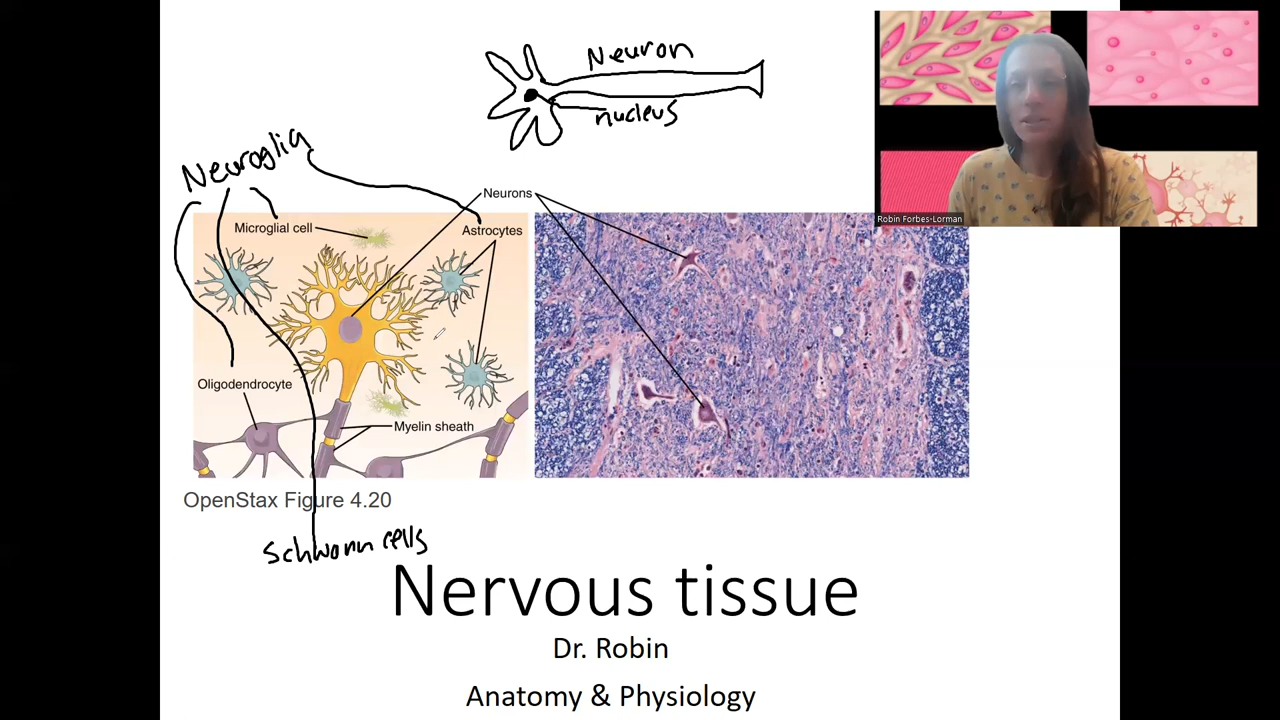 Neuron
nucleus
Robin Forbes-Lorman
Neuroglia
Neurons
Microglial cell
Astrocytes
Oligodendrocyte
Myelin sheath
OpenStax Figure 4.20
Schwann cells
Nervous tissue
Dr. Robin
Anatomy & Physiology